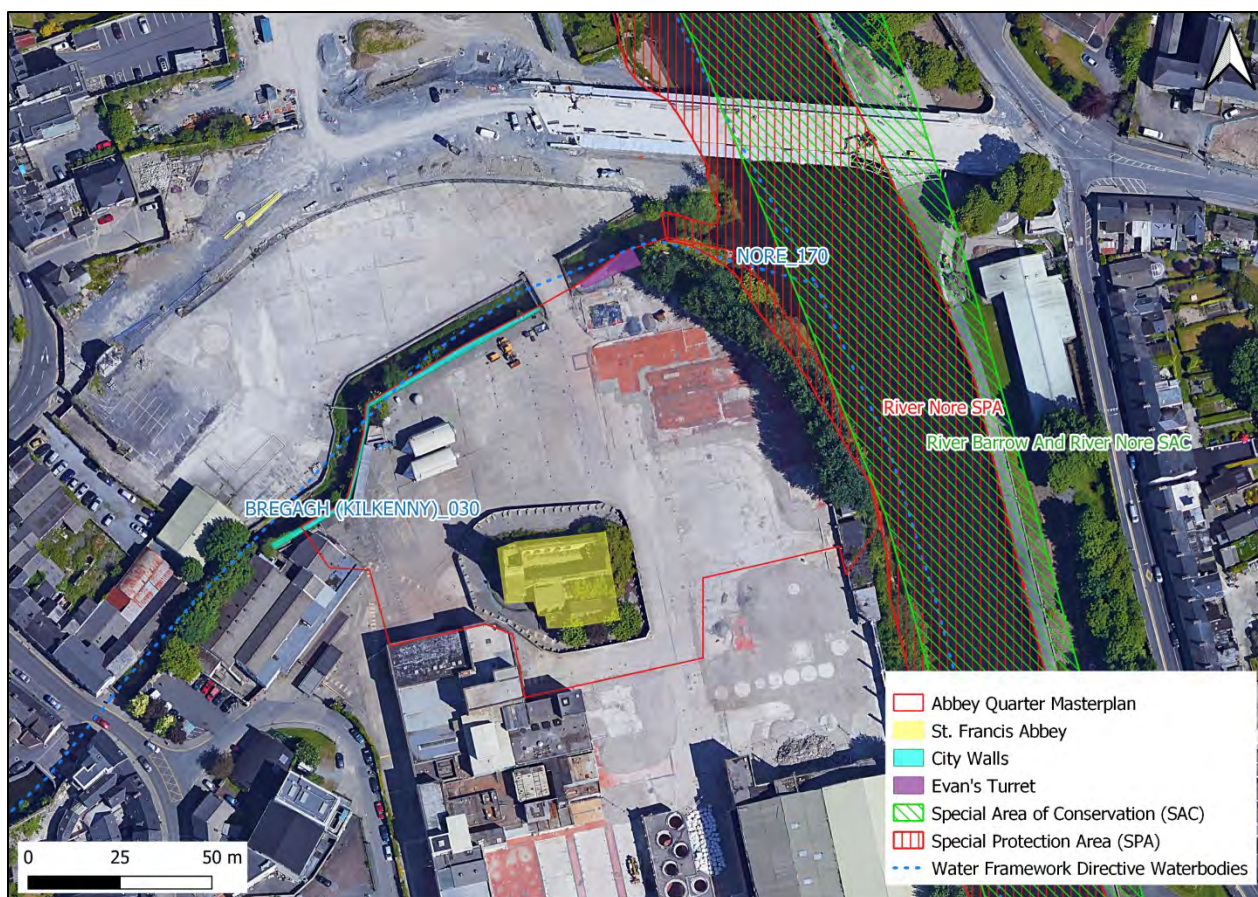 NORE_170
River Nore SPA
River Barrow And River Nore SAC
BREGAGH (KILKENNY)_030
Abbey Quarter Masterplan
St. Francis Abbey
City Walls
Evan's Turret
Special Area of Conservation (SAC)
Special Protection Area (SPA)
Water Framework Directive Waterbodies
0 25 50 m